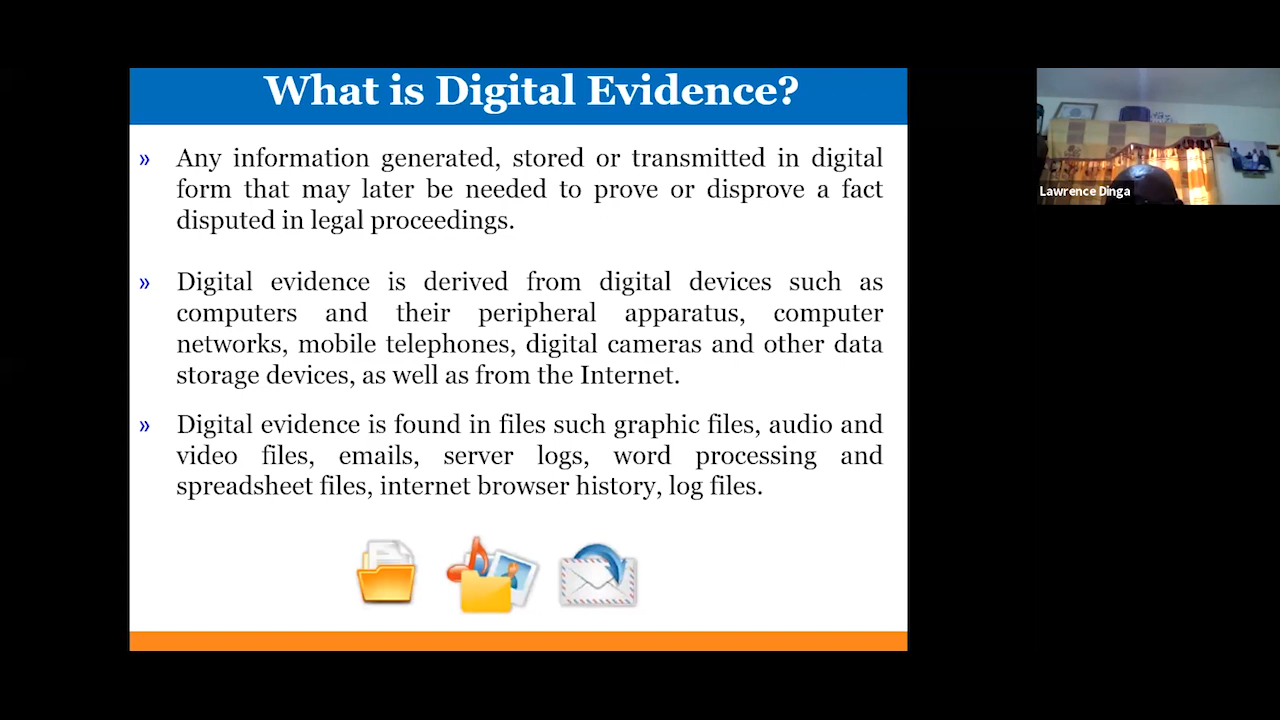 What is Digital Evidence?
» Any information generated, stored or transmitted in digital
form that may later be needed to prove or disprove a fact
disputed in legal proceedings.
» Digital evidence is derived from digital devices such as
computers and their peripheral apparatus, computer
networks, mobile telephones, digital cameras and other data
storage devices, as well as from the Internet.
» Digital evidence is found in files such graphic files, audio and
video files, emails, server logs, word processing and
spreadsheet files, internet browser history, log files.
Lawrence Dinga